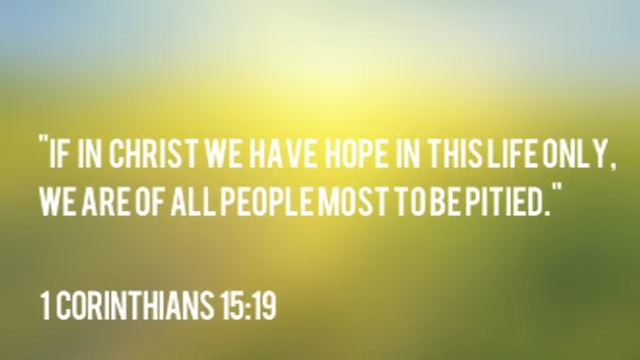 "IF IN CHRIST WE HAVE HOPE IN THIS LIFE ONLY,
WE ARE OF ALL PEOPLE MOST TO BE PITIED."
1 CORINTHIANS 15:19